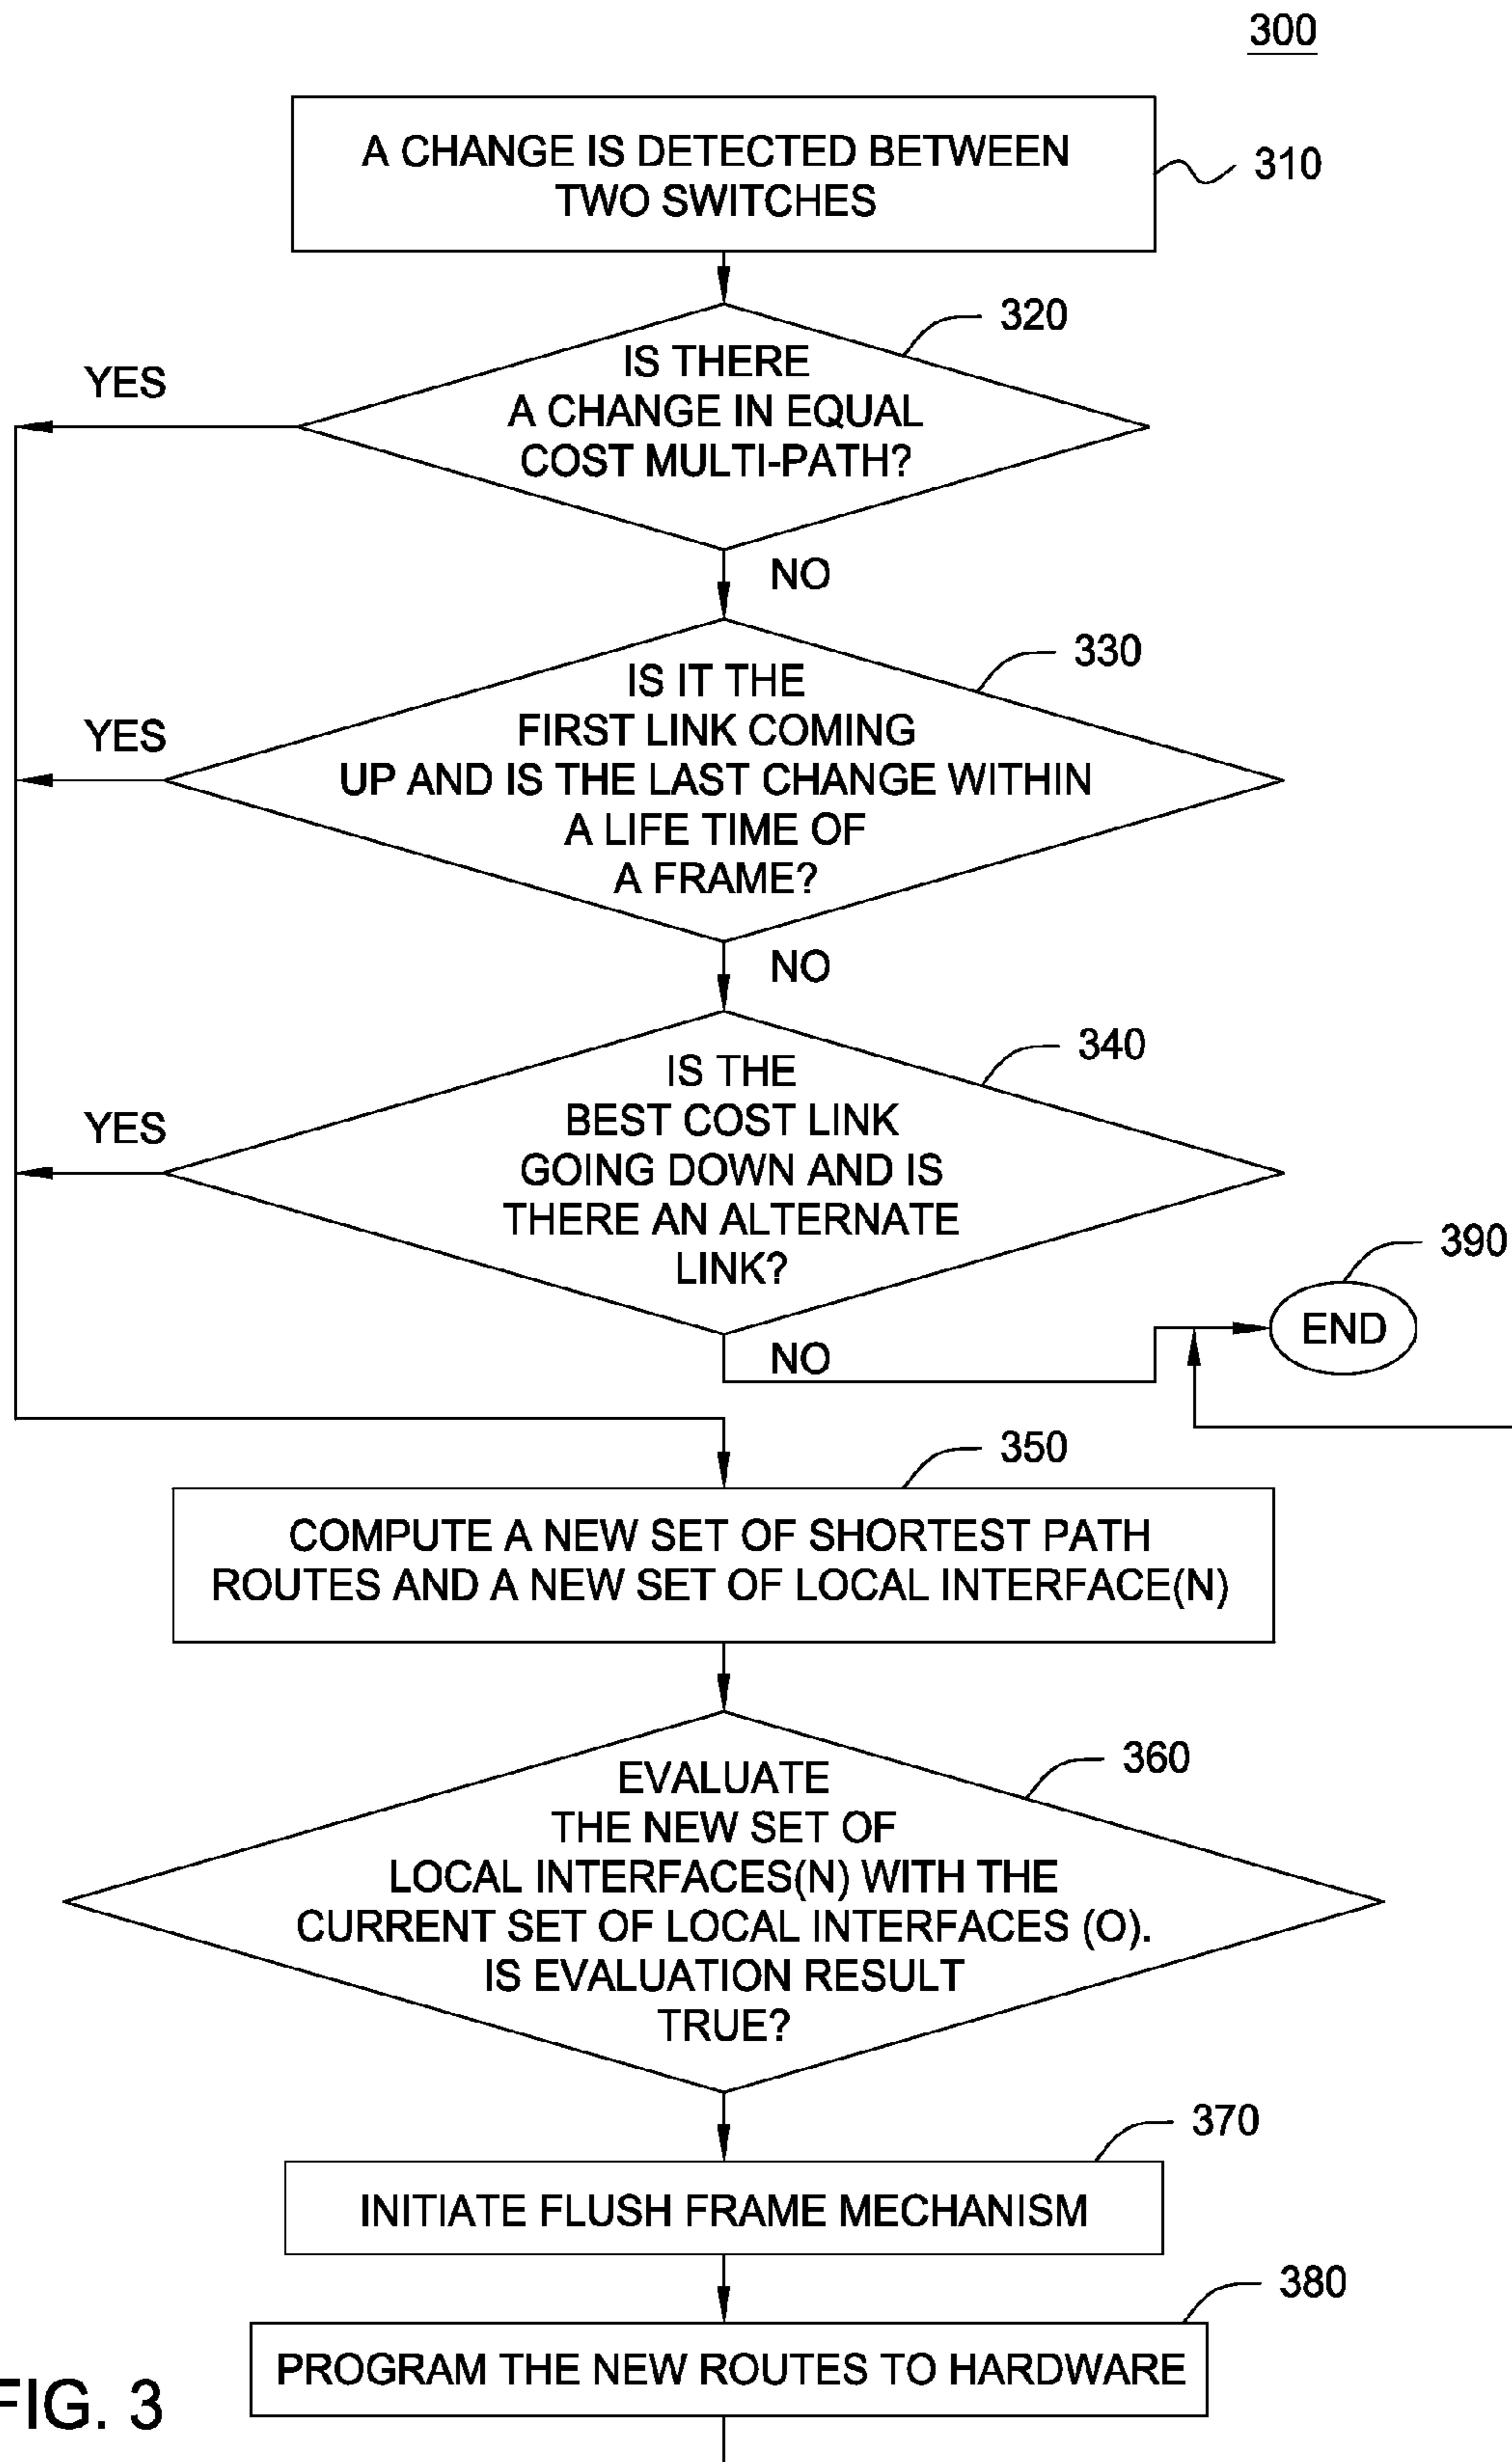 300
A CHANGE IS DETECTED BETWEEN
TWO SWITCHES
310
320
IS THERE
A CHANGE IN EQUAL
COST MULTI-PATH?
YES
NO
330
IS IT THE
FIRST LINK COMING
UP AND IS THE LAST CHANGE WITHIN
A LIFE TIME OF
A FRAME?
YES
NO
340
IS THE
BEST COST LINK
GOING DOWN AND IS
THERE AN ALTERNATE
LINK?
YES
NO
390
END
350
COMPUTE A NEW SET OF SHORTEST PATH
ROUTES AND A NEW SET OF LOCAL INTERFACE(N)
360
EVALUATE
THE NEW SET OF
LOCAL INTERFACES(N) WITH THE
CURRENT SET OF LOCAL INTERFACES (O).
IS EVALUATION RESULT
TRUE?
370
INITIATE FLUSH FRAME MECHANISM
380
PROGRAM THE NEW ROUTES TO HARDWARE
FIG. 3